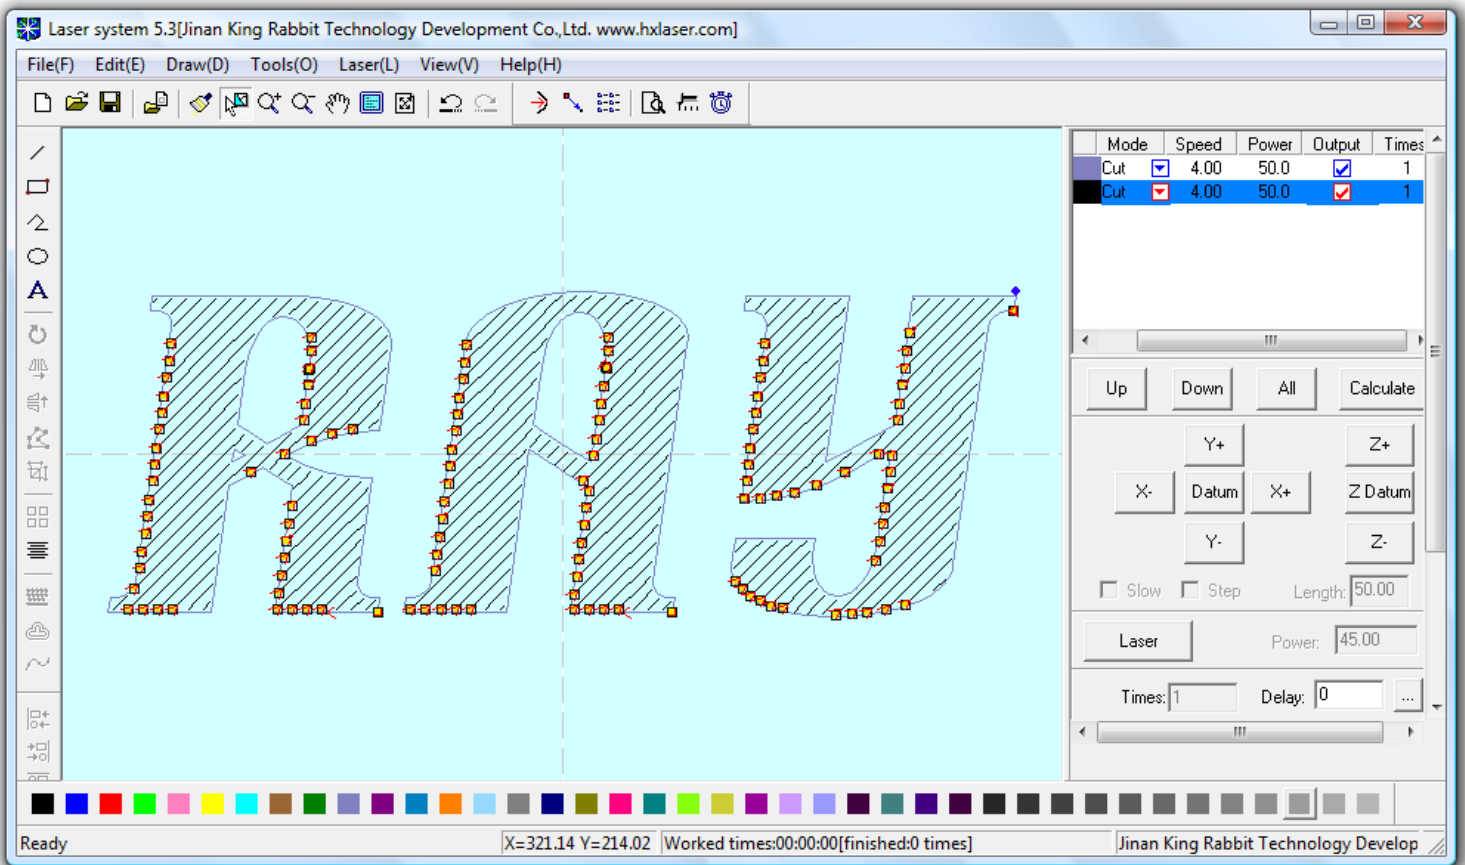 Laser system 5.3[Jinan King Rabbit Technology Development Co.,Ltd. www.hxlaser.com]
File(F) Edit(E) Draw(D) Tools(O) Laser(L) View(V) Help(H)
A
RAY
Mode Speed Power Output Times
Cut 4.00 50.0 1
Cut 4.00 50.0 1
Up Down All Calculate
Y+ Z+
X- Datum X+ Z Datum
Y- Z-
Slow Step Length: 50.00
Laser Power: 45.00
Times: 1 Delay: 0 ...
Ready X=321.14 Y=214.02 Worked times:00:00:00[finished:0 times] Jinan King Rabbit Technology Develop